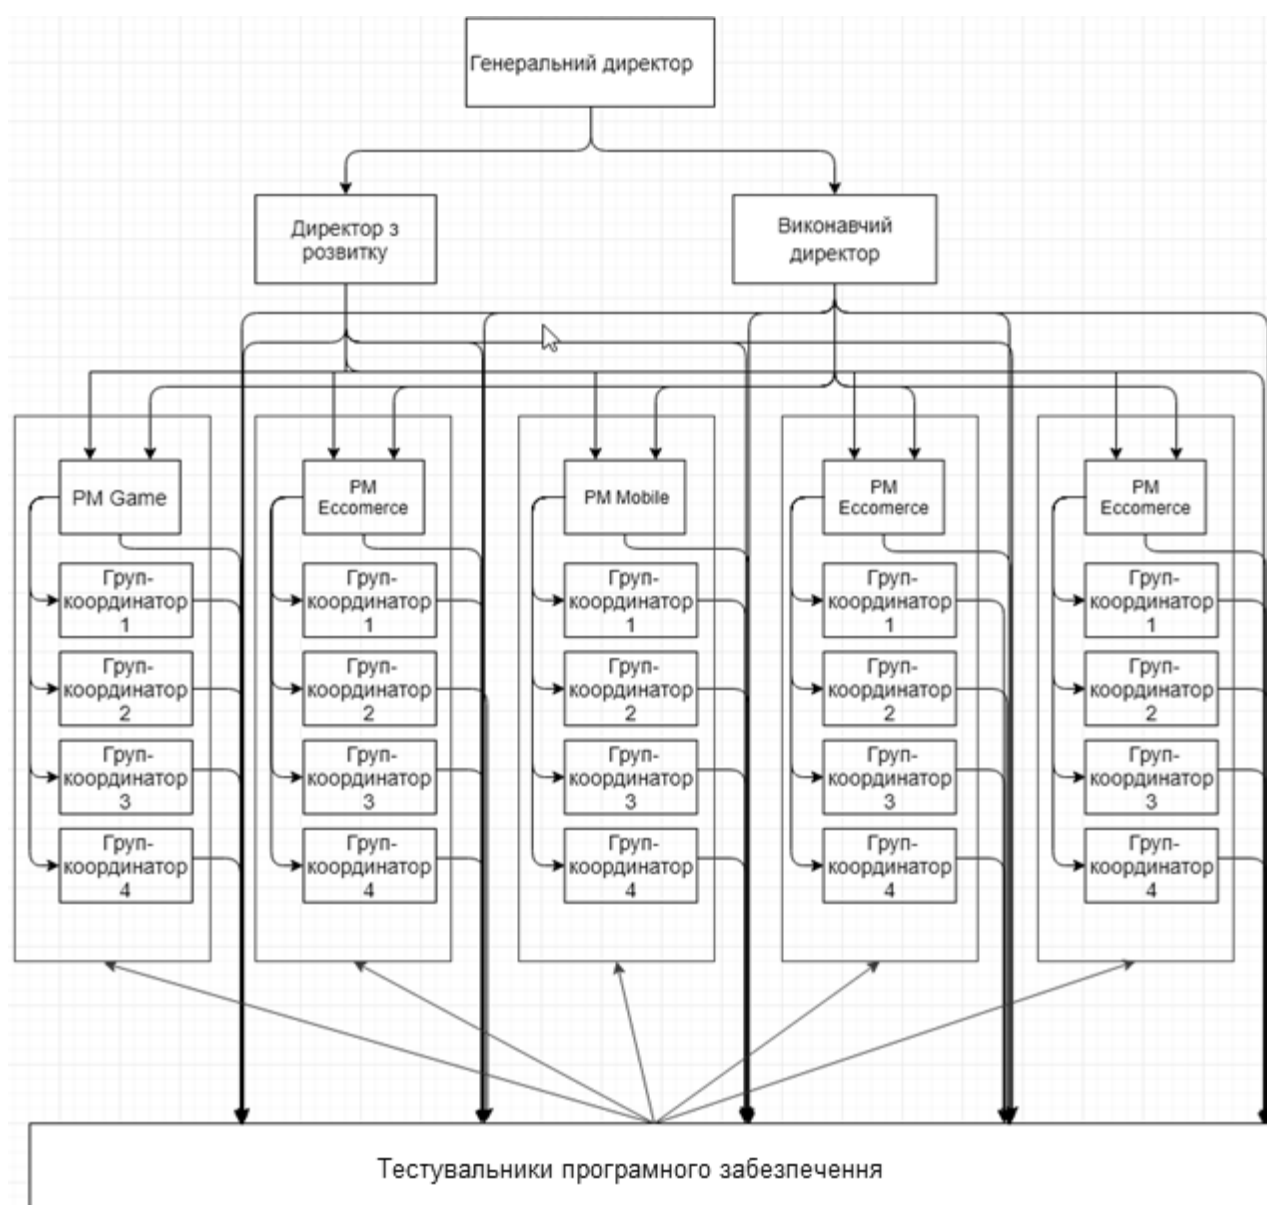 Генеральний директор
Директор з
розвитку
Виконавчий
директор
PM Game
PM
Eccomerce
PM Mobile
PM
Eccomerce
PM
Eccomerce
Груп-
координатор
1
Груп-
координатор
1
Груп-
координатор
1
Груп-
координатор
1
Груп-
координатор
1
Груп-
координатор
2
Груп-
координатор
2
Груп-
координатор
2
Груп-
координатор
2
Груп-
координатор
2
Груп-
координатор
3
Груп-
координатор
3
Груп-
координатор
3
Груп-
координатор
3
Груп-
координатор
3
Груп-
координатор
4
Груп-
координатор
4
Груп-
координатор
4
Груп-
координатор
4
Груп-
координатор
4
Тестувальники програмного забезпечення